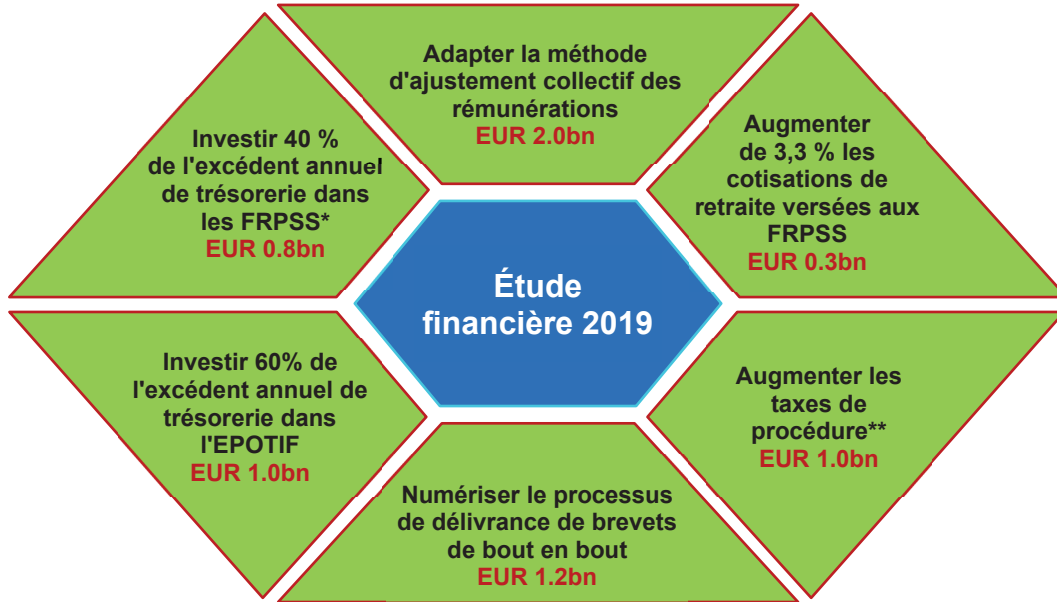 Adapter la méthode
d'ajustement collectif des
rémunérations
EUR 2.0bn
Investir 40 %
de l'excédent annuel
de trésorerie dans
les FRPSS*
EUR 0.8bn
Augmenter
de 3,3 % les
cotisations de
retraite versées aux
FRPSS
EUR 0.3bn
Étude
financière 2019
Investir 60% de
l'excédent annuel de
trésorerie dans
l'EPOTIF
EUR 1.0bn
Augmenter les
taxes de
procédure**
EUR 1.0bn
Numériser le processus
de délivrance de brevets
de bout en bout
EUR 1.2bn